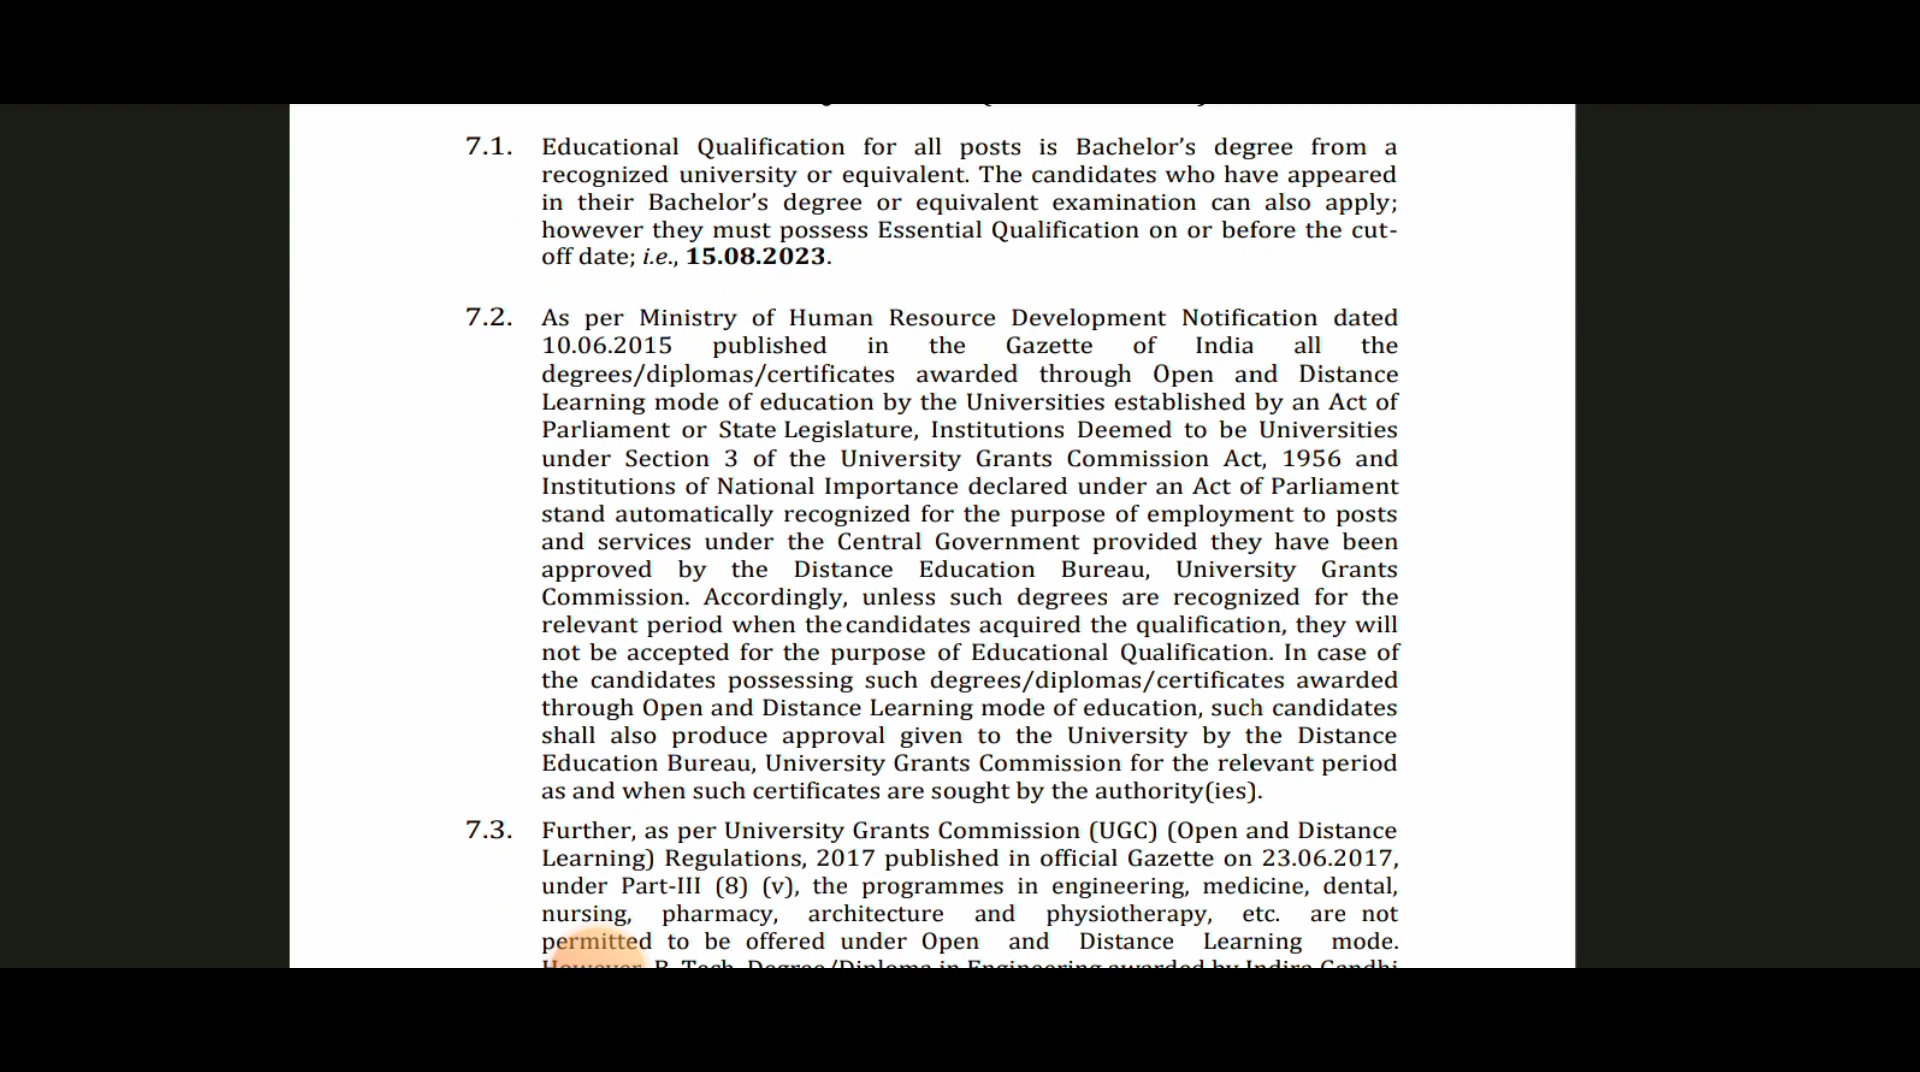 7.1. Educational Qualification for all posts is Bachelor’s degree from a
recognized university or equivalent. The candidates who have appeared
in their Bachelor’s degree or equivalent examination can also apply;
however they must possess Essential Qualification on or before the cut-
off date; i.e., 15.08.2023.
7.2. As per Ministry of Human Resource Development Notification dated
10.06.2015 published in the Gazette of India all the
degrees/diplomas/certificates awarded through Open and Distance
Learning mode of education by the Universities established by an Act of
Parliament or State Legislature, Institutions Deemed to be Universities
under Section 3 of the University Grants Commission Act, 1956 and
Institutions of National Importance declared under an Act of Parliament
stand automatically recognized for the purpose of employment to posts
and services under the Central Government provided they have been
approved by the Distance Education Bureau, University Grants
Commission. Accordingly, unless such degrees are recognized for the
relevant period when the candidates acquired the qualification, they will
not be accepted for the purpose of Educational Qualification. In case of
the candidates possessing such degrees/diplomas/certificates awarded
through Open and Distance Learning mode of education, such candidates
shall also produce approval given to the University by the Distance
Education Bureau, University Grants Commission for the relevant period
as and when such certificates are sought by the authority(ies).
7.3. Further, as per University Grants Commission (UGC) (Open and Distance
Learning) Regulations, 2017 published in official Gazette on 23.06.2017,
under Part-III (8) (v), the programmes in engineering, medicine, dental,
nursing, pharmacy, architecture and physiotherapy, etc. are not
permitted to be offered under Open and Distance Learning mode.
However, B. Tech. Degree/Diploma in Engineering awarded by Indira Gandhi